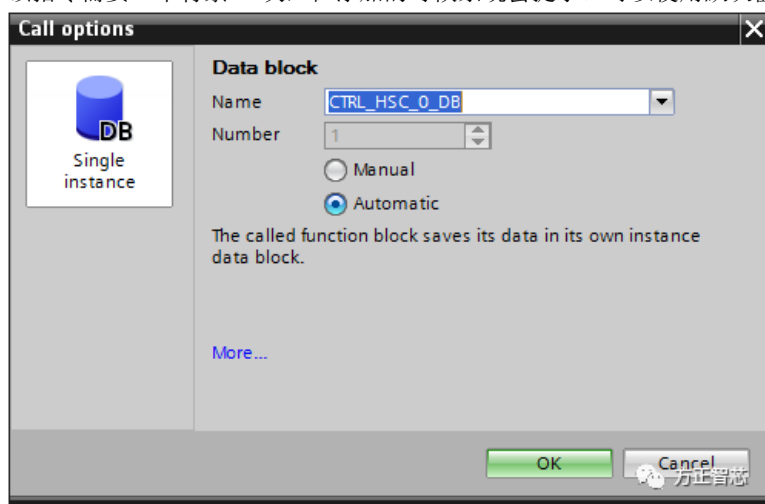 Call options
Data block
Name CTRL_HSC_0_DB
Number 1
Manual
Automatic
DB
Single
instance
The called function block saves its data in its own instance
data block.
More...
OK Cancel
方正智芯